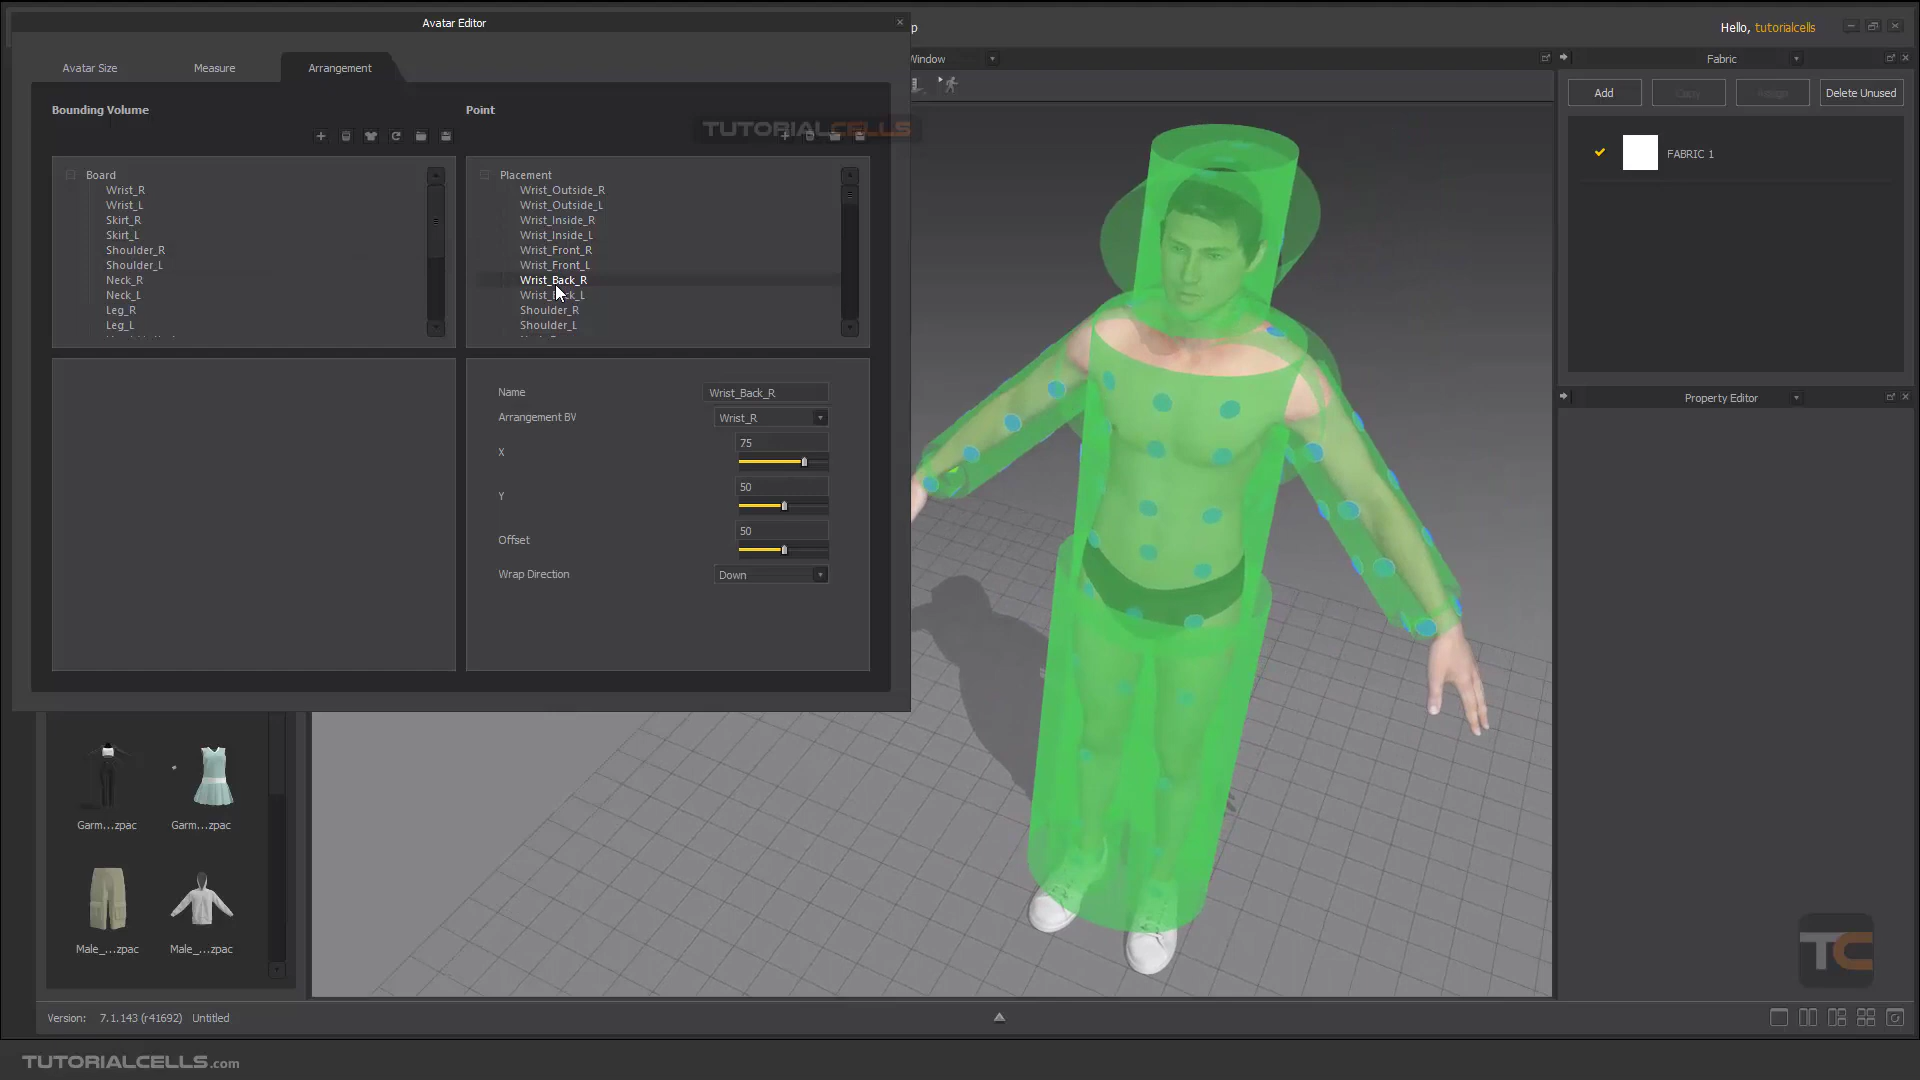 Avatar Editor
p
Hello, tutorialcells
Avatar Size
Measure
Arrangement
Window
Fabric
Add
Copy
Assign
Delete Unused
Bounding Volume
Point
TUTORIALCELLS
FABRIC 1
Board
Wrist_R
Wrist_L
Skirt_R
Skirt_L
Shoulder_R
Shoulder_L
Neck_R
Neck_L
Leg_R
Leg_L
Placement
Wrist_Outside_R
Wrist_Outside_L
Wrist_Inside_R
Wrist_Inside_L
Wrist_Front_R
Wrist_Front_L
Wrist_Back_R
Wrist_Back_L
Shoulder_R
Shoulder_L
Property Editor
Name
Wrist_Back_R
Arrangement BV
Wrist_R
X
75
Y
50
Offset
50
Wrap Direction
Down
Garm...zpac
Garm...zpac
Male_...zpac
Male_...zpac
TC
Version: 7.1.143 (r41692) Untitled
TUTORIALCELLS.com